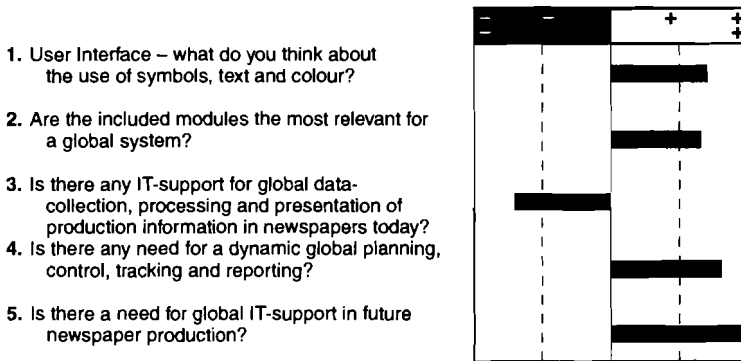 − − + +
− +
1. User Interface – what do you think about
the use of symbols, text and colour?
2. Are the included modules the most relevant for
a global system?
3. Is there any IT-support for global data-
collection, processing and presentation of
production information in newspapers today?
4. Is there any need for a dynamic global planning,
control, tracking and reporting?
5. Is there a need for global IT-support in future
newspaper production?